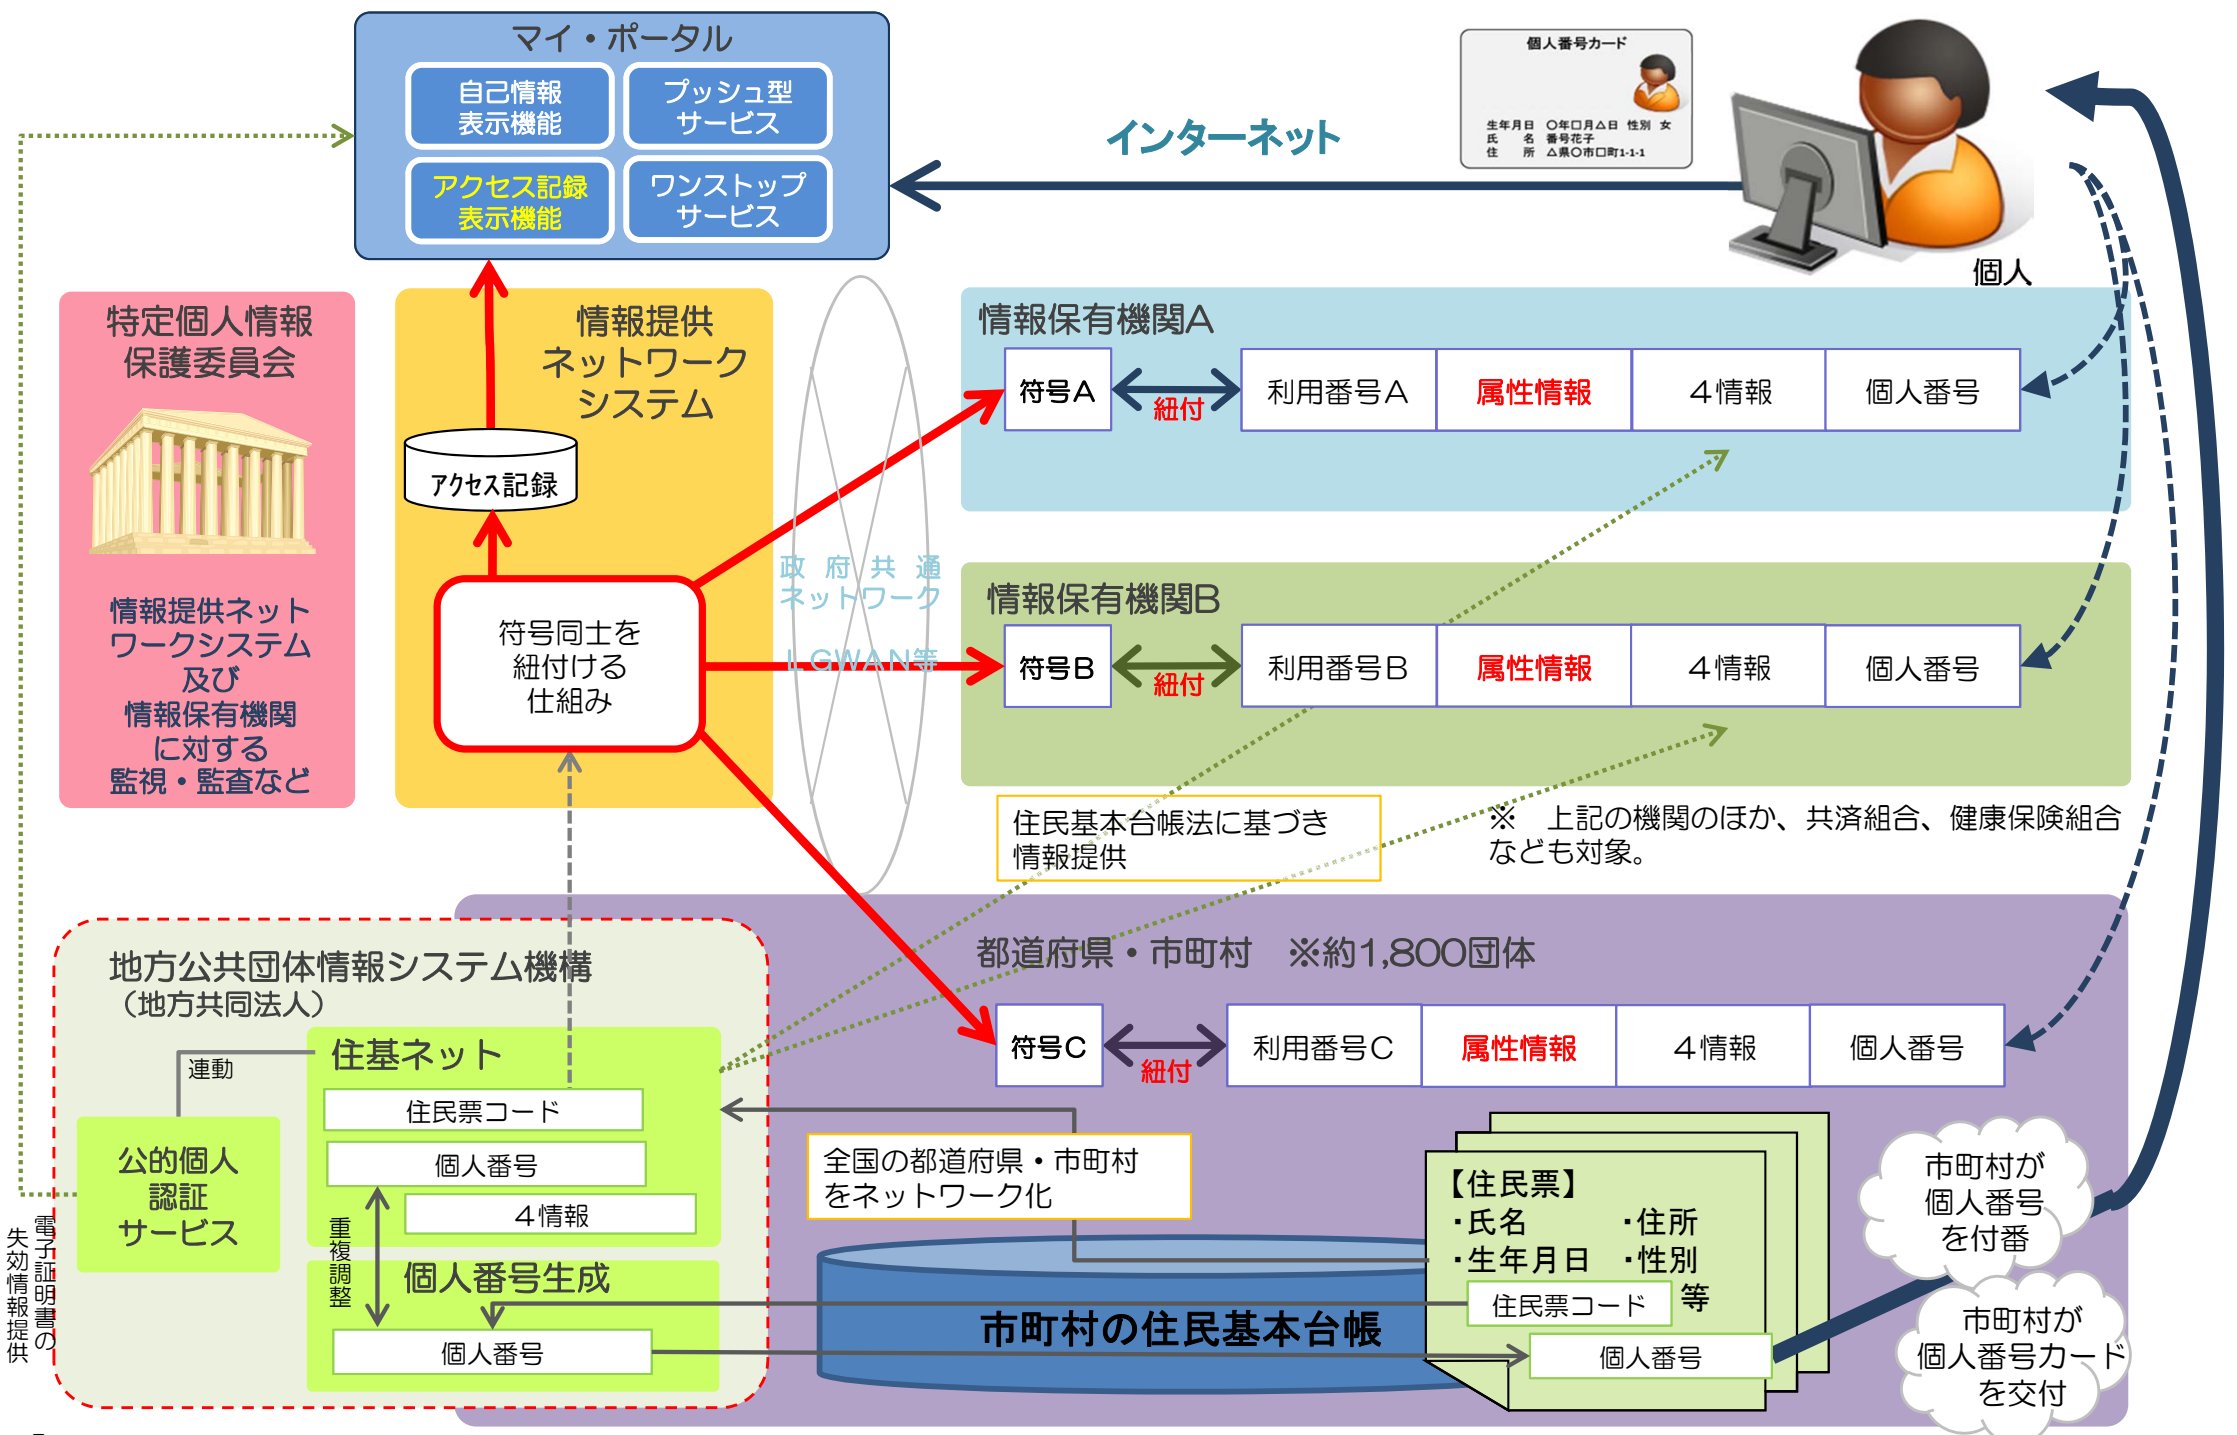 マイ・ポータル
自己情報
表示機能
プッシュ型
サービス
アクセス記録
表示機能
ワンストップ
サービス
インターネット
個人番号カード
生年月日　〇年口月△日　性別　女
氏　　名　番号花子
住　　所　△県〇市口町1-1-1
個人
特定個人情報
保護委員会
情報提供ネット
ワークシステム
及び
情報保有機関
に対する
監視・監査など
情報提供
ネットワーク
システム
アクセス記録
符号同士を
紐付ける
仕組み
政府共通
ネットワーク
ＬＧＷＡＮ等
情報保有機関A
符号A
紐付
利用番号A
属性情報
４情報
個人番号
情報保有機関B
符号B
紐付
利用番号B
属性情報
４情報
個人番号
住民基本台帳法に基づき
情報提供
※　上記の機関のほか、共済組合、健康保険組合
なども対象。
都道府県・市町村　※約1,800団体
符号C
紐付
利用番号C
属性情報
４情報
個人番号
地方公共団体情報システム機構
（地方共同法人）
住基ネット
連動
住民票コード
個人番号
４情報
公的個人
認証
サービス
重複調整
個人番号生成
個人番号
電子証明書の
失効情報提供
全国の都道府県・市町村
をネットワーク化
市町村の住民基本台帳
【住民票】
・氏名　　　・住所
・生年月日　・性別
等
住民票コード
個人番号
市町村が
個人番号
を付番
市町村が
個人番号カード
を交付